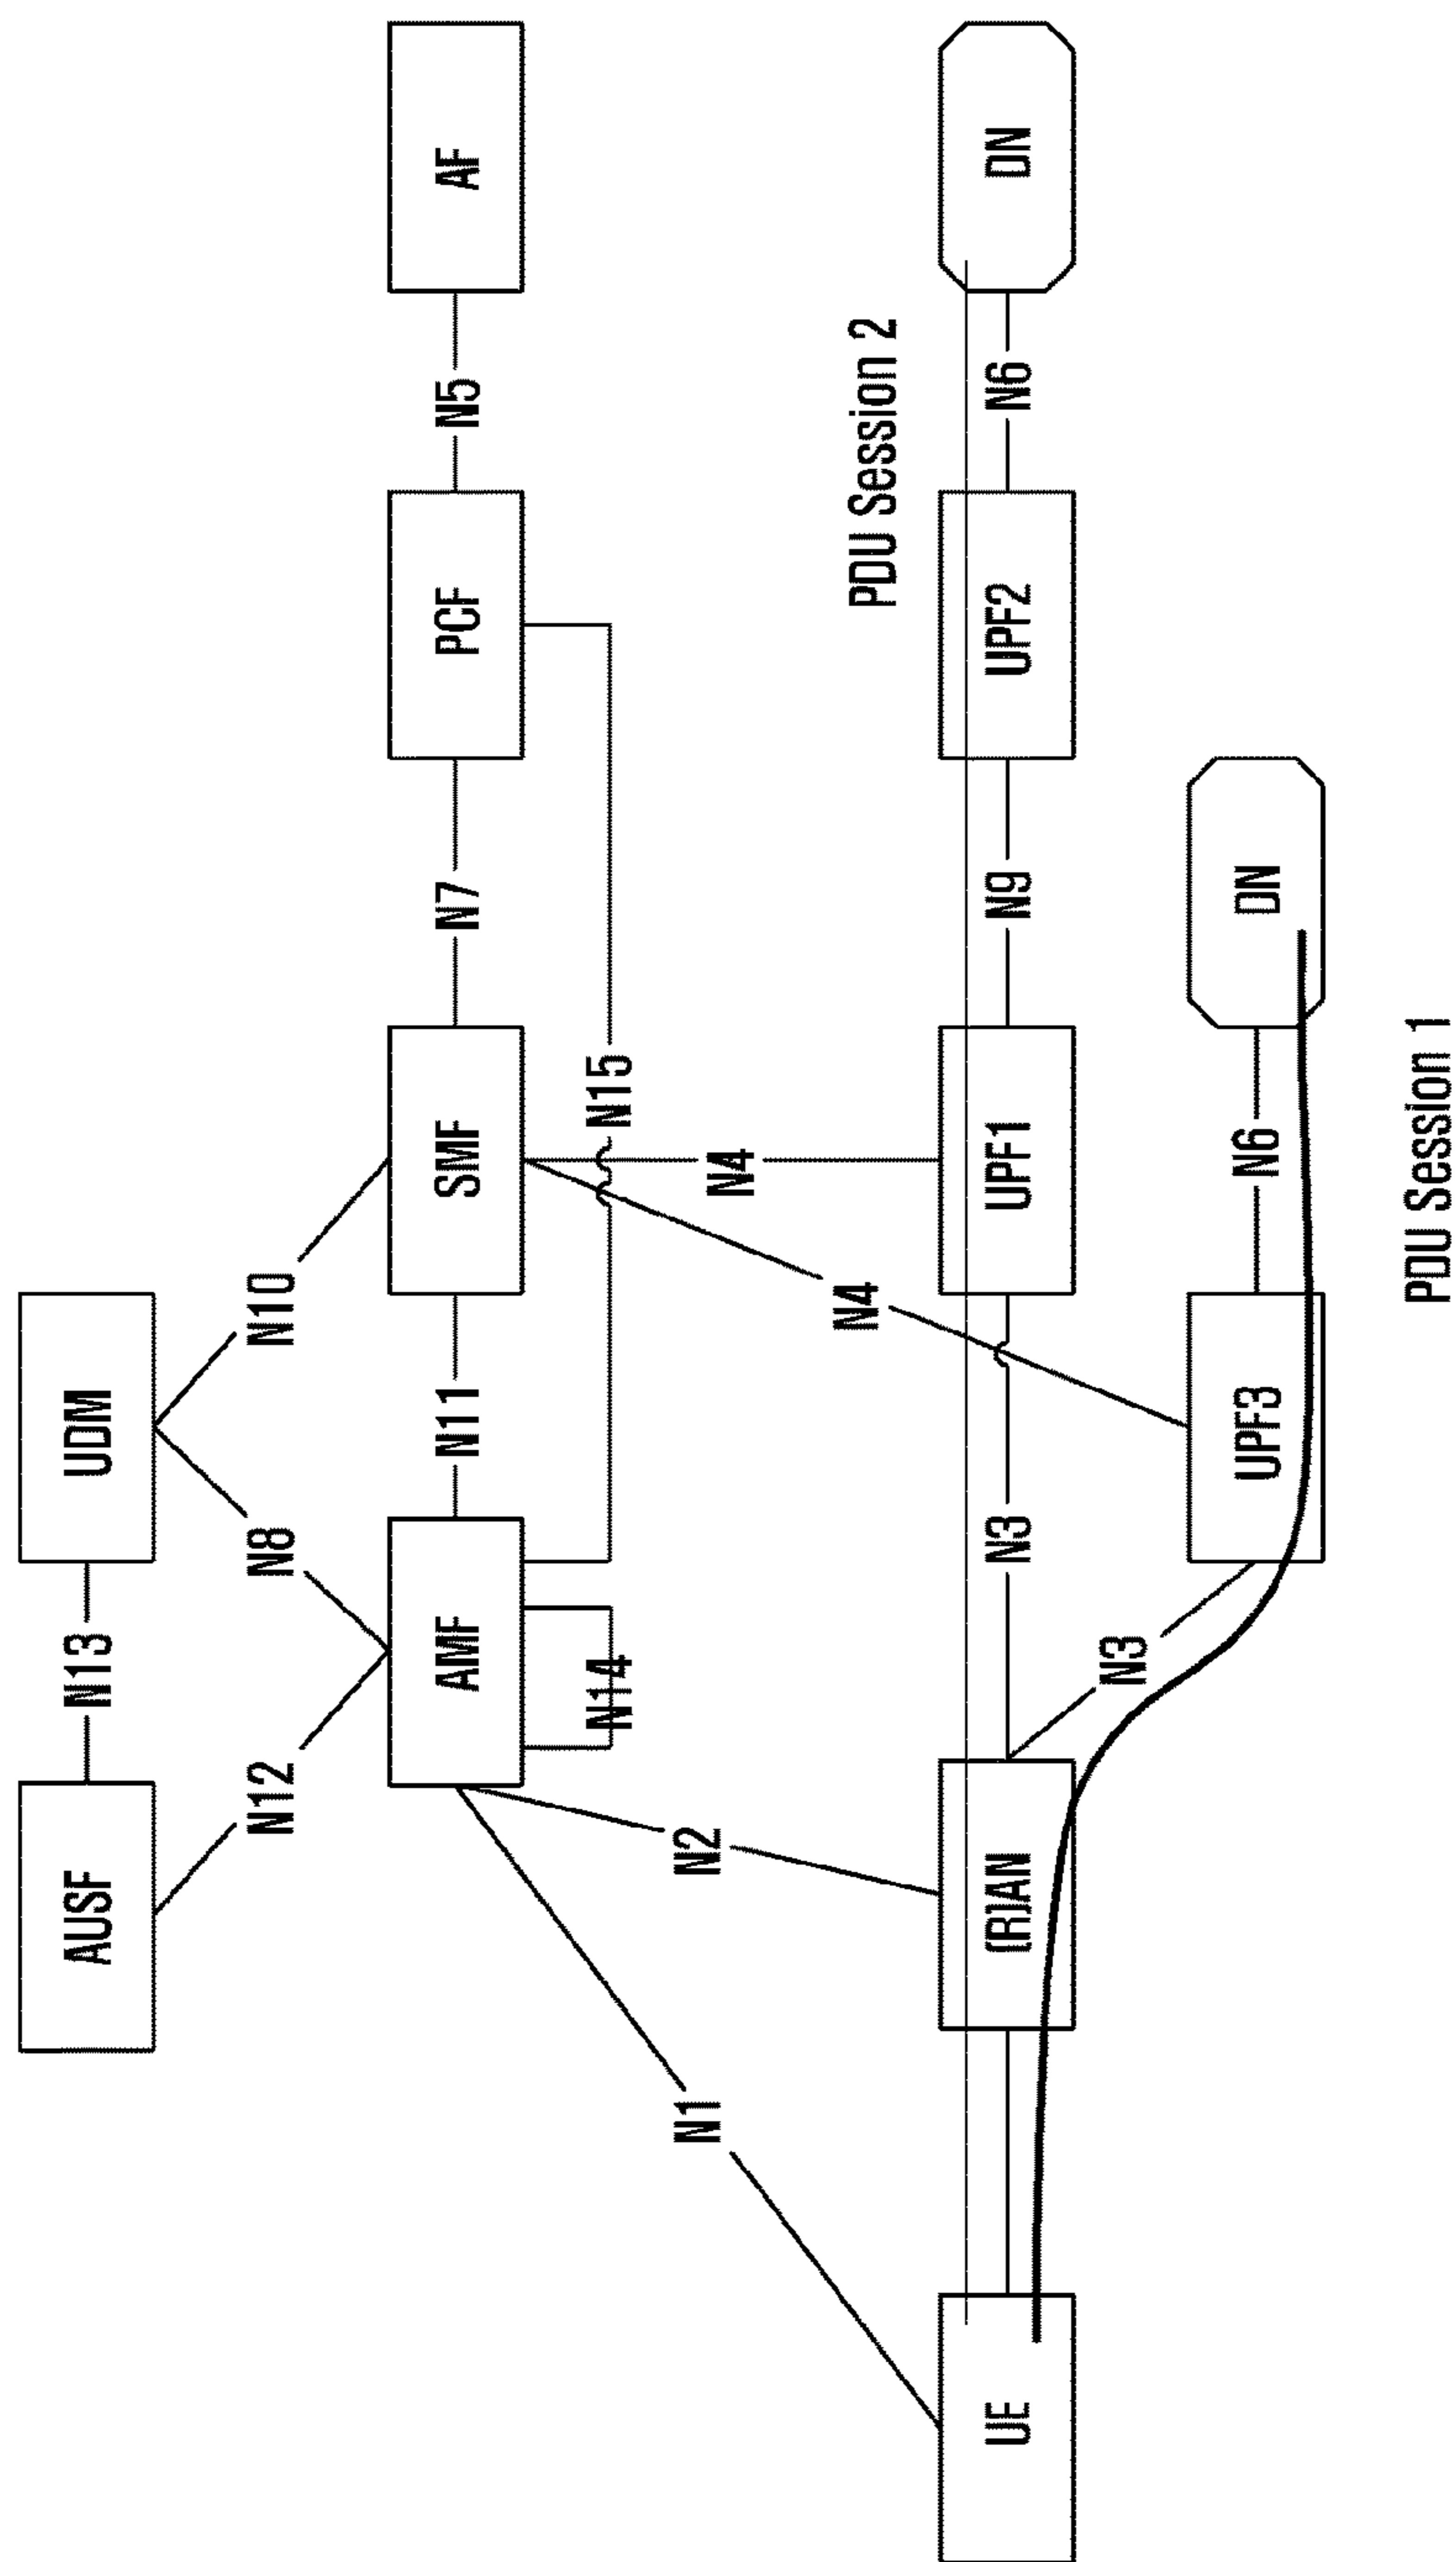 AUSF
N13
UDM
N12
N8
N10
AMF
N11
SMF
N7
PCF
N5
AF
N14
N15
N1
N2
N4
N4
PDU Session 2
UE
(R)AN
N3
UPF1
N9
UPF2
N6
DN
N3
UPF3
N6
DN
PDU Session 1